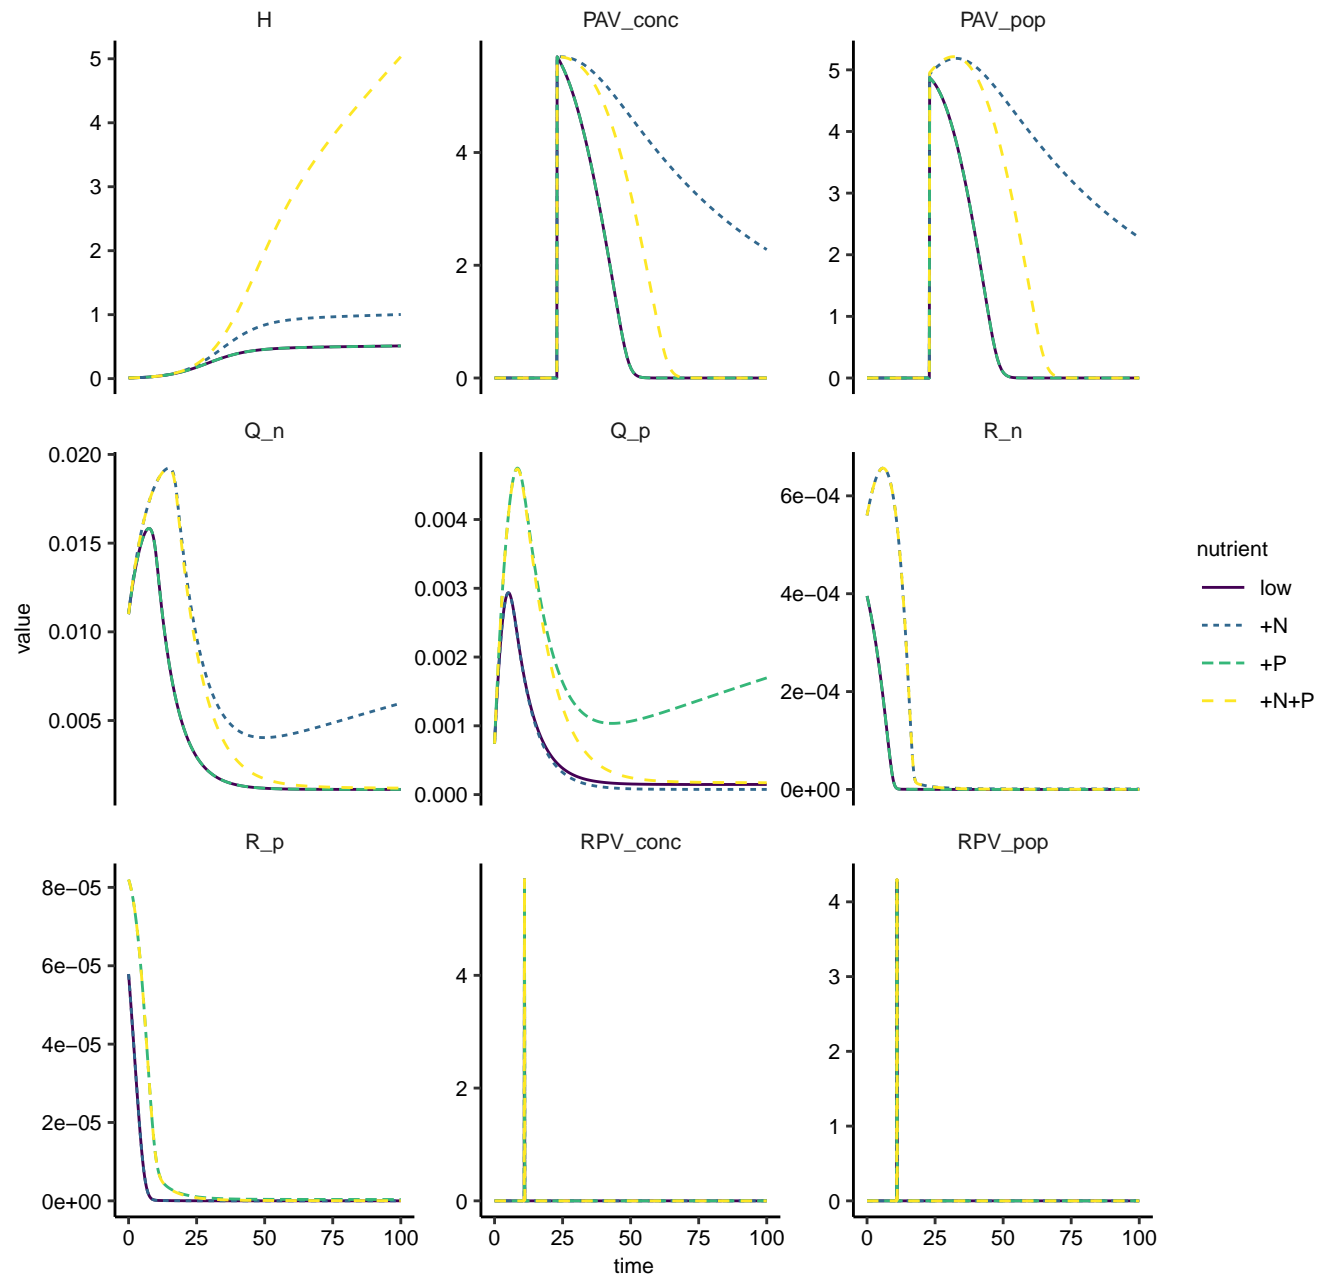 H
PAV_conc
PAV_pop
5
4
3
2
1
0
4
2
0
5
4
3
2
1
0
Q_n
Q_p
R_n
0.020
0.015
0.010
0.005
0.004
0.003
0.002
0.001
0.000
6e−04
4e−04
2e−04
0e+00
value
nutrient
low
+N
+P
+N+P
R_p
RPV_conc
RPV_pop
8e−05
6e−05
4e−05
2e−05
0e+00
4
2
0
4
3
2
1
0
0 25 50 75 100
0 25 50 75 100
0 25 50 75 100
time